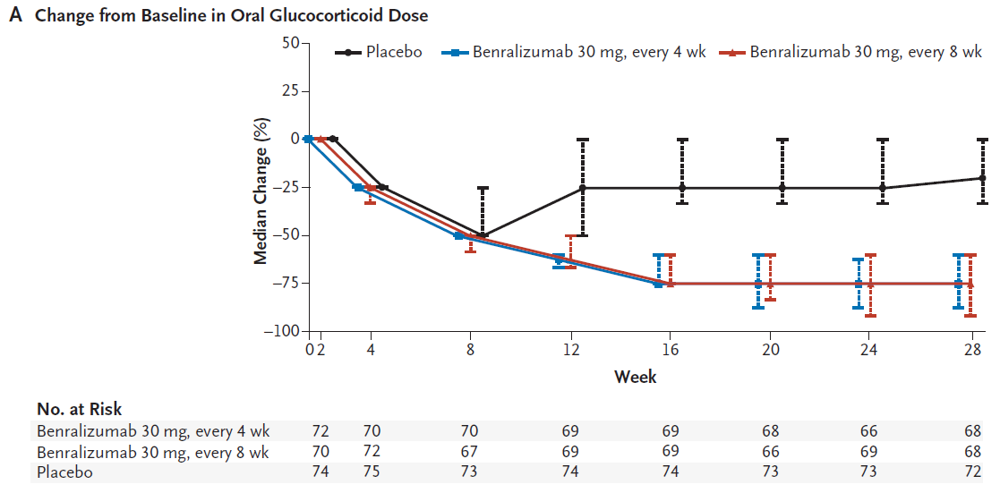 A Change from Baseline in Oral Glucocorticoid Dose
Placebo Benralizumab 30 mg, every 4 wk Benralizumab 30 mg, every 8 wk
Median Change (%)
50
25
0
−25
−50
−75
−100
0 2 4 8 12 16 20 24 28
Week
No. at Risk
Benralizumab 30 mg, every 4 wk 72 70 70 69 69 68 66 68
Benralizumab 30 mg, every 8 wk 70 72 67 69 69 66 69 68
Placebo 74 75 73 74 74 73 73 72